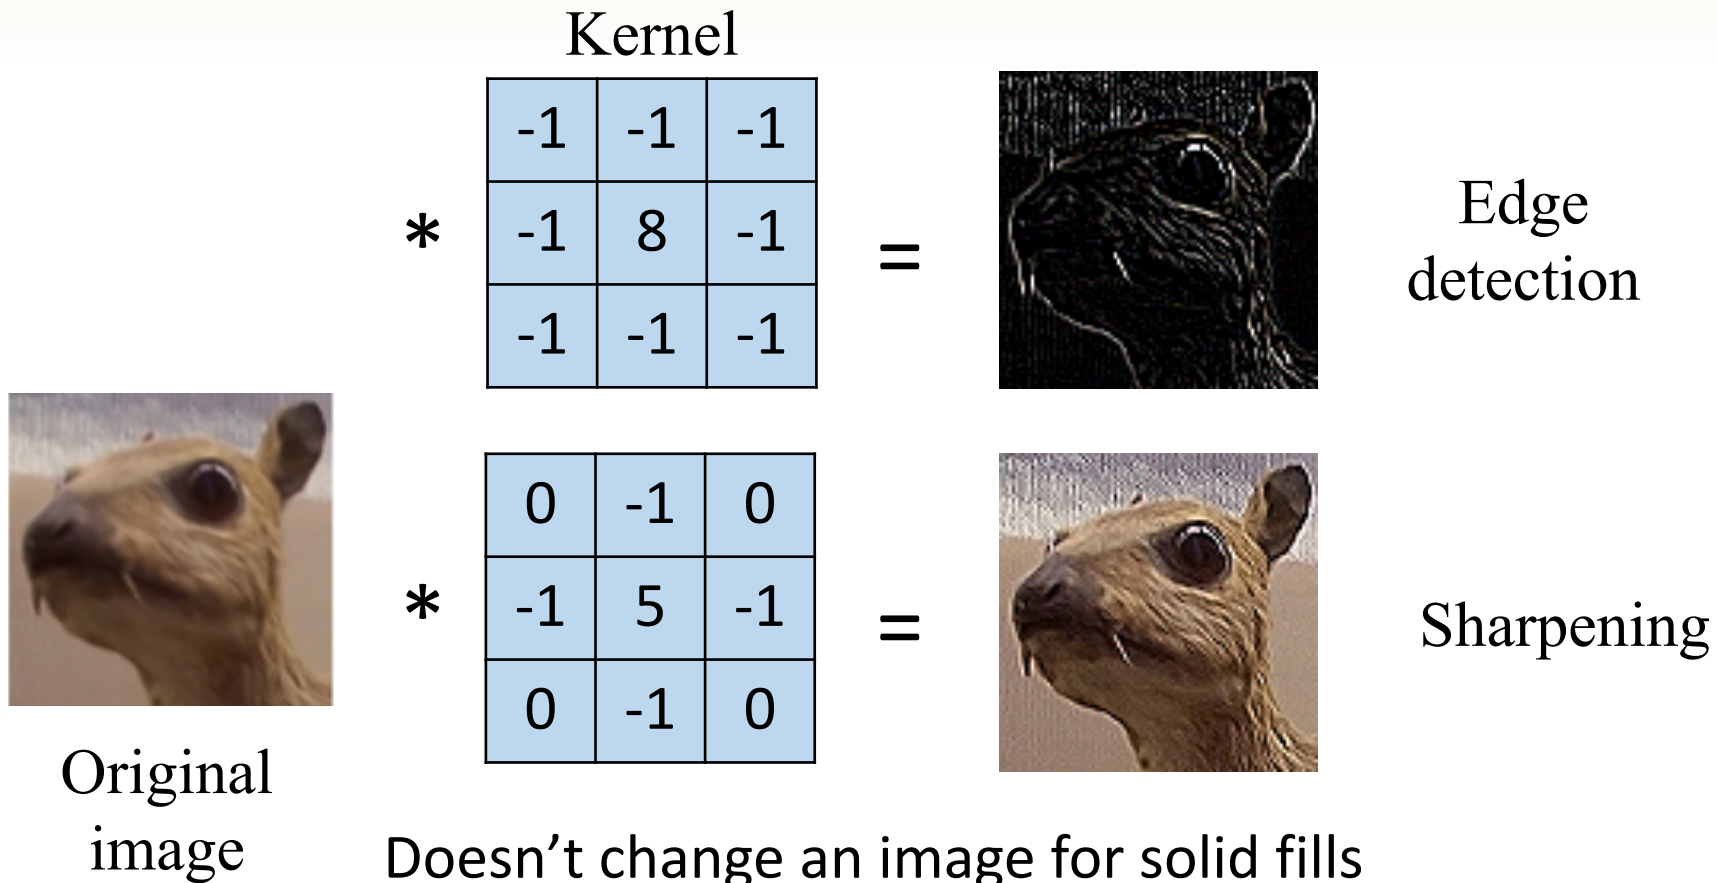 Kernel
-1 -1 -1
* -1 8 -1 =
-1 -1 -1
Edge
detection
0 -1 0
* -1 5 -1 =
0 -1 0
Sharpening
Original
image
Doesn’t change an image for solid fills